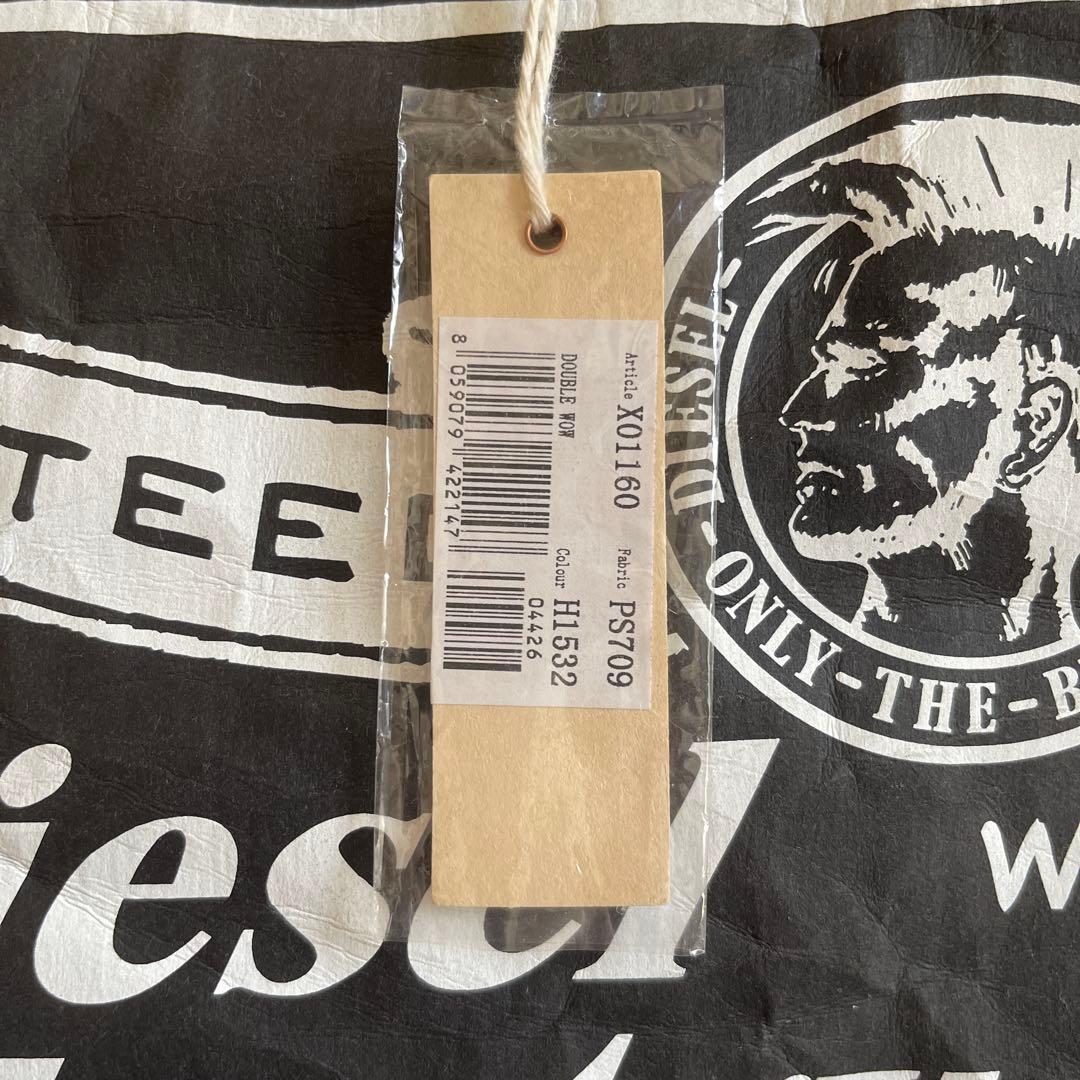 Article X01160
Fabric PS709
DOUBLE WOW
Colour H1532
8 059079 422147
04426
TEE
DIESEL - ONLY-THE-B
iesel
W